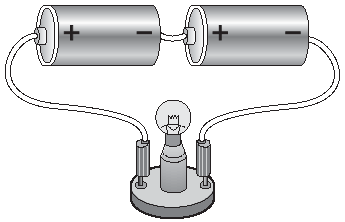 + − + −